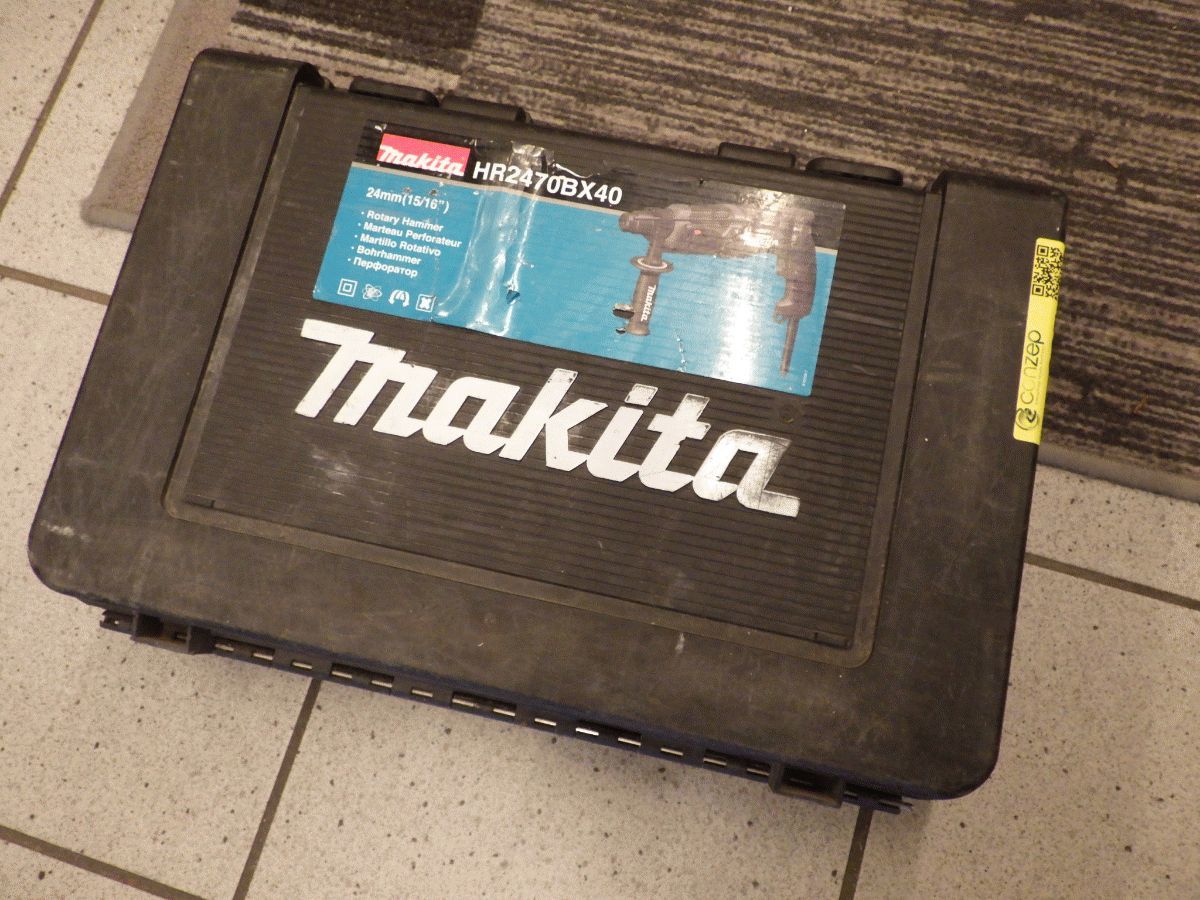 makita
HR2470BX40
24mm(15/16")
• Rotary Hammer
• Marteau Perforateur
• Martillo Rotativo
• Bohrhammer
• Перфоратор
makita
makita
conzep